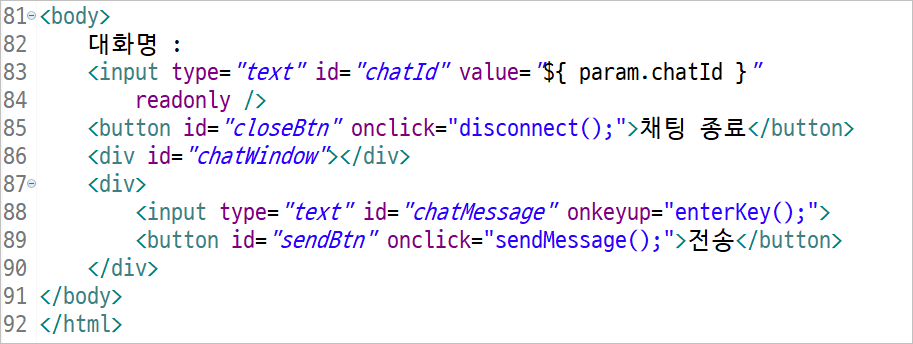 81 <body>
82     대화명 :
83     <input type="text" id="chatId" value="${ param.chatId }"
84         readonly />
85     <button id="closeBtn" onclick="disconnect();">채팅 종료</button>
86     <div id="chatWindow"></div>
87     <div>
88         <input type="text" id="chatMessage" onkeyup="enterKey();">
89         <button id="sendBtn" onclick="sendMessage();">전송</button>
90     </div>
91 </body>
92 </html>